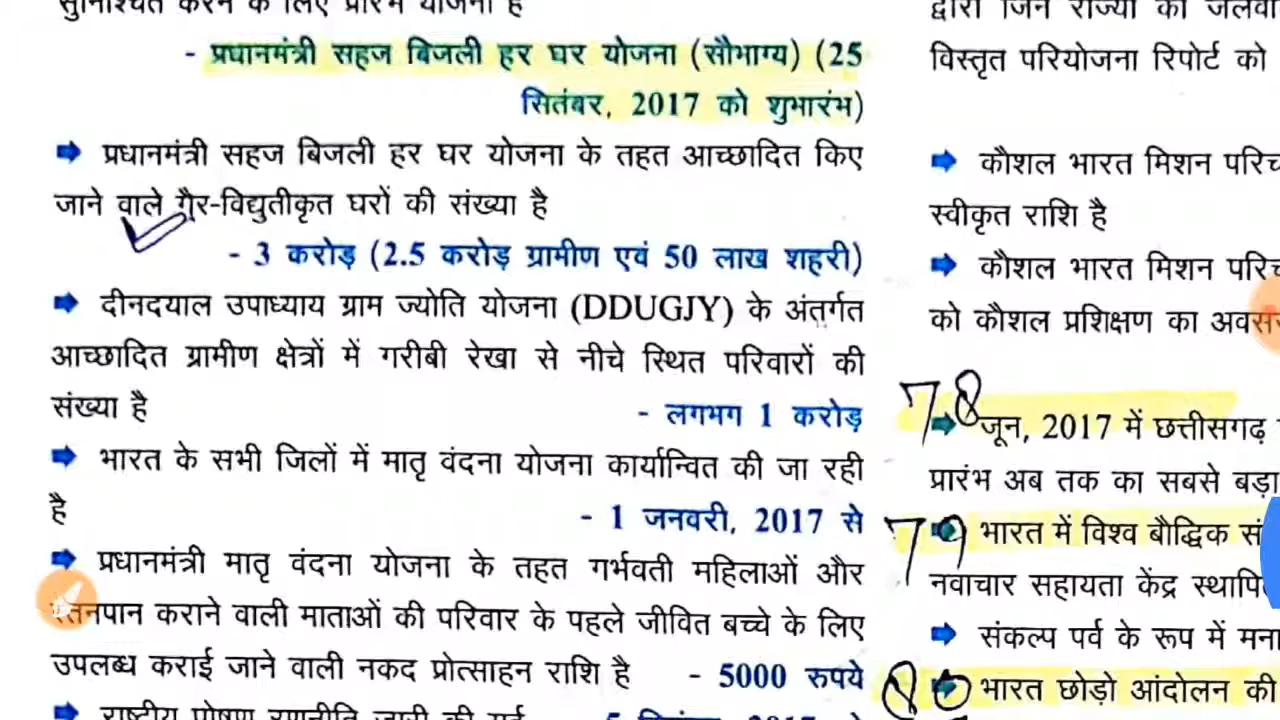 सुनिश्चित करने के लिए प्रारंभ योजना है
- प्रधानमंत्री सहज बिजली हर घर योजना (सौभाग्य) (25
सितंबर, 2017 को शुभारंभ)
प्रधानमंत्री सहज बिजली हर घर योजना के तहत आच्छादित किए
जाने वाले गैर-विद्युतीकृत घरों की संख्या है
- 3 करोड़ (2.5 करोड़ ग्रामीण एवं 50 लाख शहरी)
दीनदयाल उपाध्याय ग्राम ज्योति योजना (DDUGJY) के अंतर्गत
आच्छादित ग्रामीण क्षेत्रों में गरीबी रेखा से नीचे स्थित परिवारों की
संख्या है - लगभग 1 करोड़
भारत के सभी जिलों में मातृ वंदना योजना कार्यान्वित की जा रही
है - 1 जनवरी, 2017 से
प्रधानमंत्री मातृ वंदना योजना के तहत गर्भवती महिलाओं और
स्तनपान कराने वाली माताओं की परिवार के पहले जीवित बच्चे के लिए
उपलब्ध कराई जाने वाली नकद प्रोत्साहन राशि है - 5000 रुपये
राष्ट्रीय पोषण रणनीति जारी की गई
द्वारा जिन राज्यों की
विस्तृत परियोजना रिपोर्ट को
कौशल भारत मिशन
स्वीकृत राशि है
कौशल भारत मिशन
को कौशल प्रशिक्षण का
78 जून, 2017 में छत्तीसगढ़
प्रारंभ अब तक का सबसे बड़ा
79 भारत में विश्व बौद्धिक
नवाचार सहायता केंद्र
संकल्प पर्व के रूप में
80 भारत छोड़ो आंदोलन की